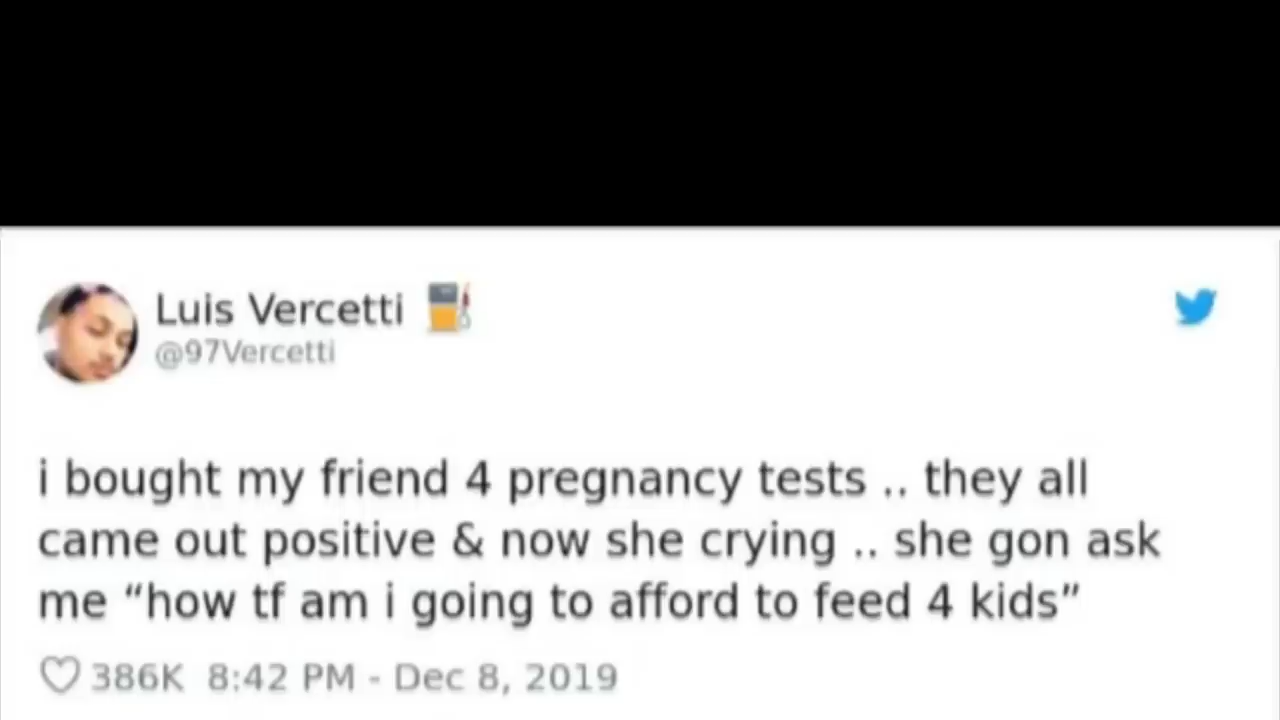 Luis Vercetti
@97Vercetti
i bought my friend 4 pregnancy tests .. they all
came out positive & now she crying .. she gon ask
me “how tf am i going to afford to feed 4 kids”
386K 8:42 PM - Dec 8, 2019